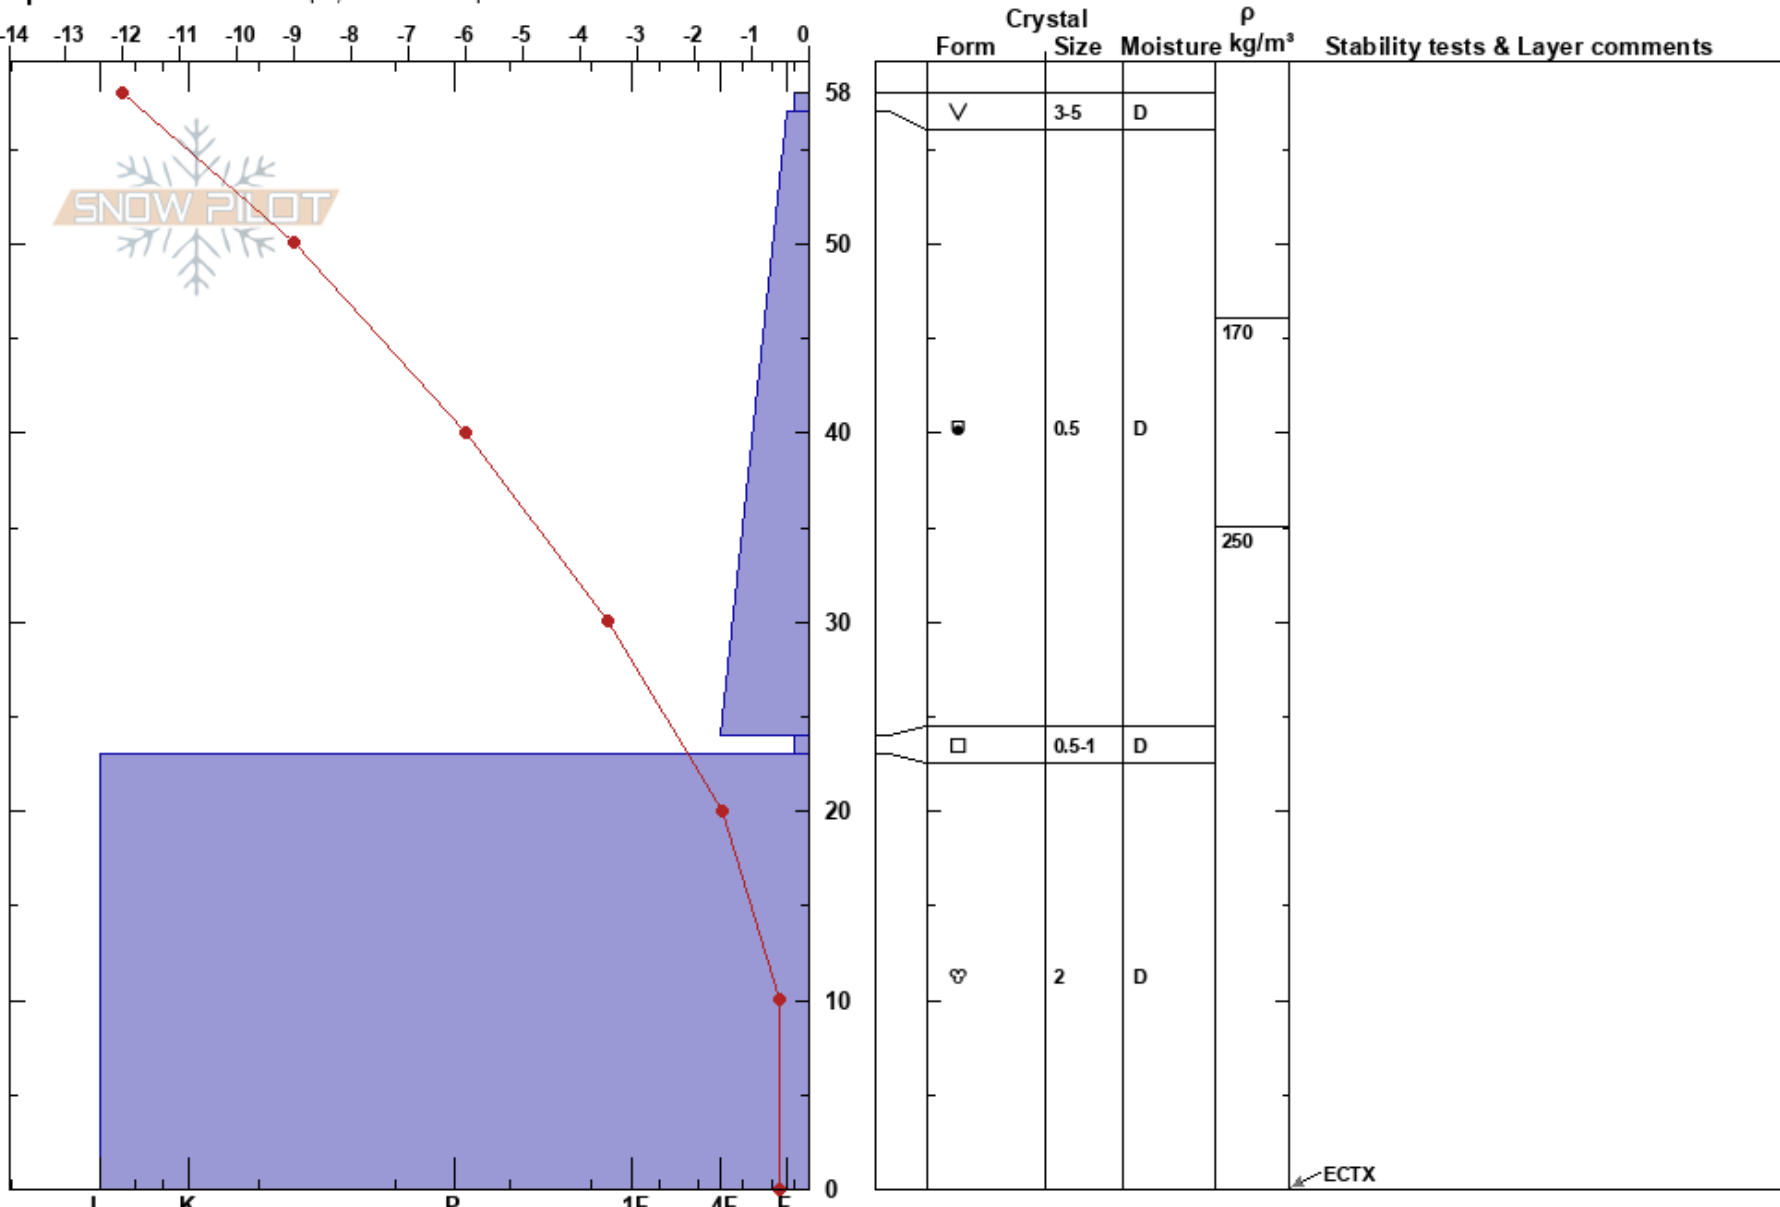 Crystal ρ
-14 -13 -12 -11 -10 -9 -8 -7 -6 -5 -4 -3 -2 -1 0 Form Size Moisture kg/m³ Stability tests & Layer comments
58
3-5 D
SNOW PILOT
50
170
40
0.5 D
250
30
0.5-1 D
20
2 D
10
ECTX
0
I K P 1F 4F F